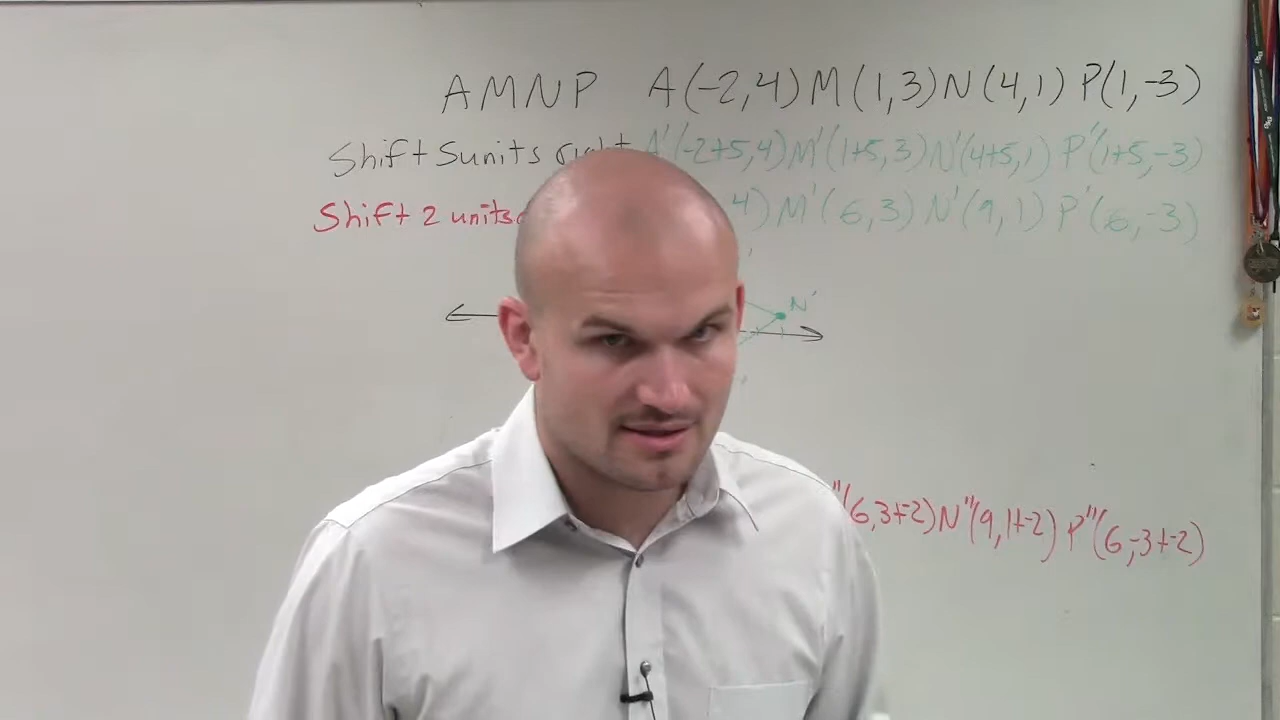 AMNP A(-2,4) M(1,3) N(4,1) P(1,-3)
Shift 5 units right A'(-2+5,4) M'(1+5,3) N'(4+5,1) P'(1+5,-3)
Shift 2 units 4) M'(6,3) N'(9,1) P'(6,-3)
N'
"(6,3+-2) N"(9,1+-2) P"(6,-3+-2)